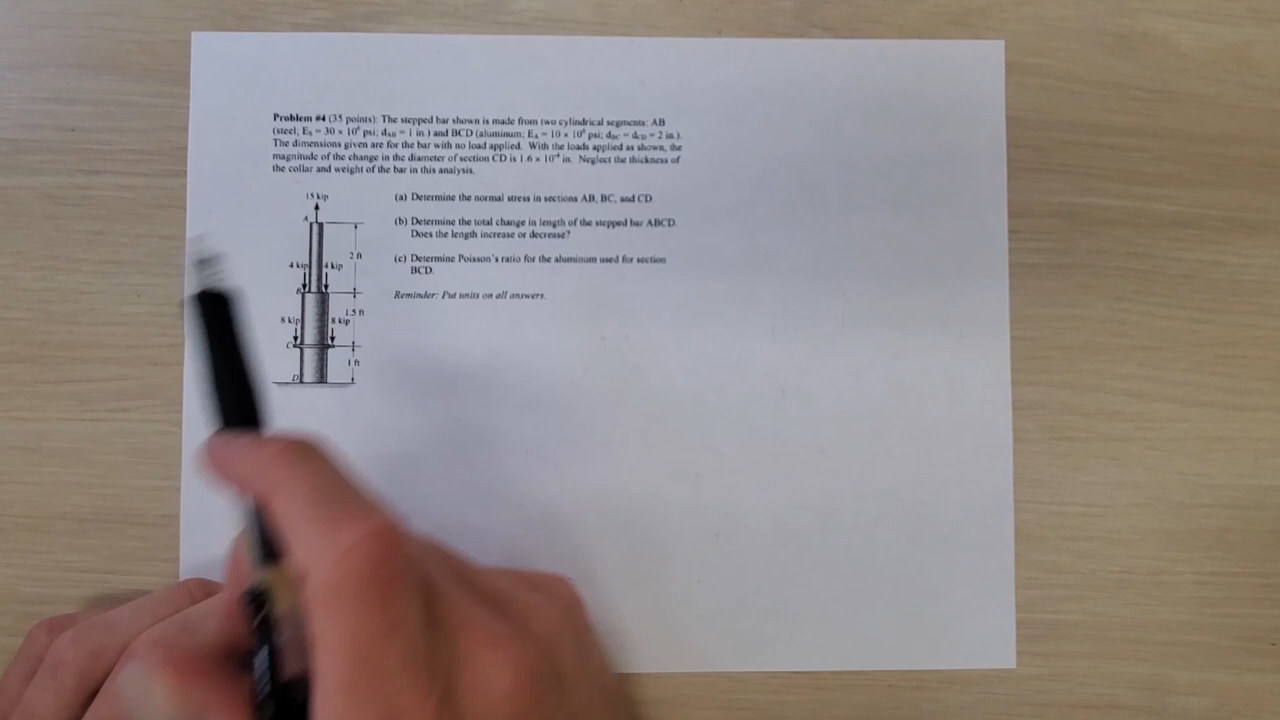 Problem #4 (35 points): The stepped bar shown is made from two cylindrical segments: AB
(steel; E_S = 30 × 10⁶ psi; d_AB = 1 in.) and BCD (aluminum; E_A = 10 × 10⁶ psi; d_BC = d_CD = 2 in.).
The dimensions given are for the bar with no load applied. With the loads applied as shown, the
magnitude of the change in the diameter of section CD is 1.6 × 10⁻⁴ in. Neglect the thickness of
the collar and weight of the bar in this analysis.
15 kip
A
2 ft
4 kip 4 kip
B
1.5 ft
8 kip 8 kip
C
1 ft
D
(a) Determine the normal stress in sections AB, BC, and CD.
(b) Determine the total change in length of the stepped bar ABCD.
Does the length increase or decrease?
(c) Determine Poisson's ratio for the aluminum used for section
BCD.
Reminder: Put units on all answers.